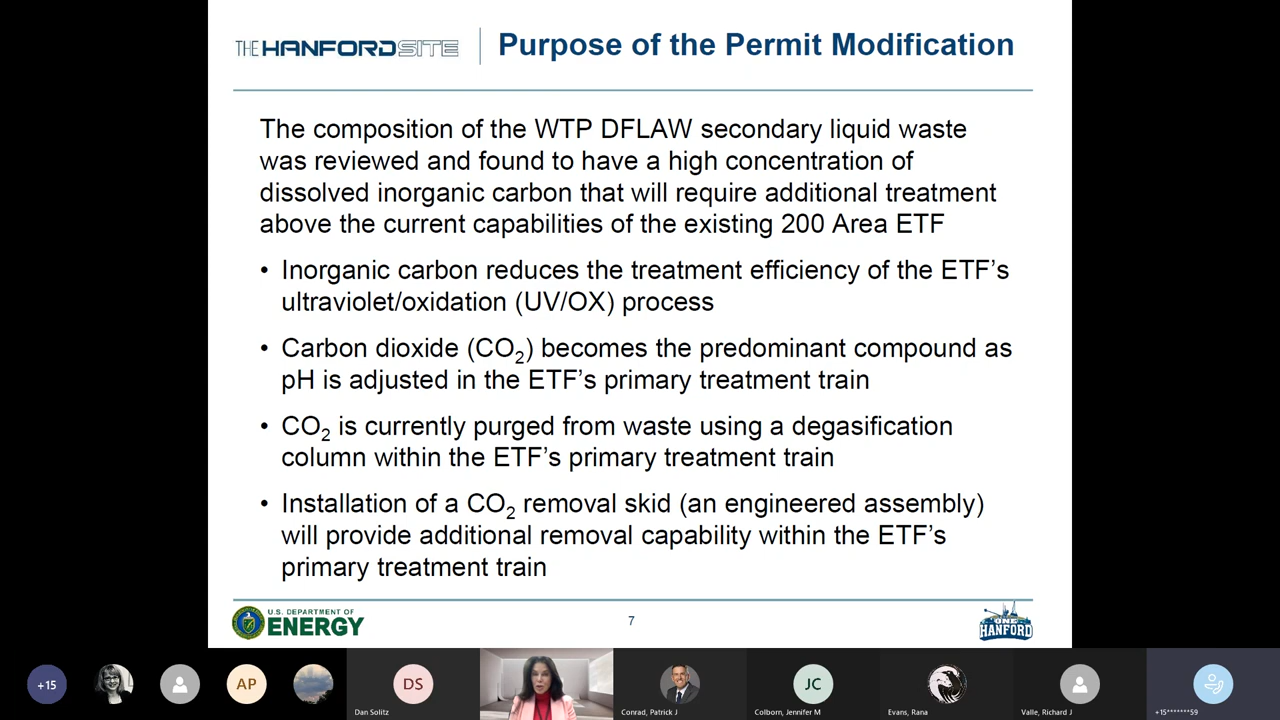 THE HANFORD SITE
Purpose of the Permit Modification
The composition of the WTP DFLAW secondary liquid waste
was reviewed and found to have a high concentration of
dissolved inorganic carbon that will require additional treatment
above the current capabilities of the existing 200 Area ETF
• Inorganic carbon reduces the treatment efficiency of the ETF’s
ultraviolet/oxidation (UV/OX) process
• Carbon dioxide (CO₂) becomes the predominant compound as
pH is adjusted in the ETF’s primary treatment train
• CO₂ is currently purged from waste using a degasification
column within the ETF’s primary treatment train
• Installation of a CO₂ removal skid (an engineered assembly)
will provide additional removal capability within the ETF’s
primary treatment train
U.S. DEPARTMENT OF
ENERGY
7
ONE
HANFORD
+15
AP
DS
JC
Dan Solitz
Conrad, Patrick J
Colborn, Jennifer M
Evans, Rana
Valle, Richard J
+15*******59